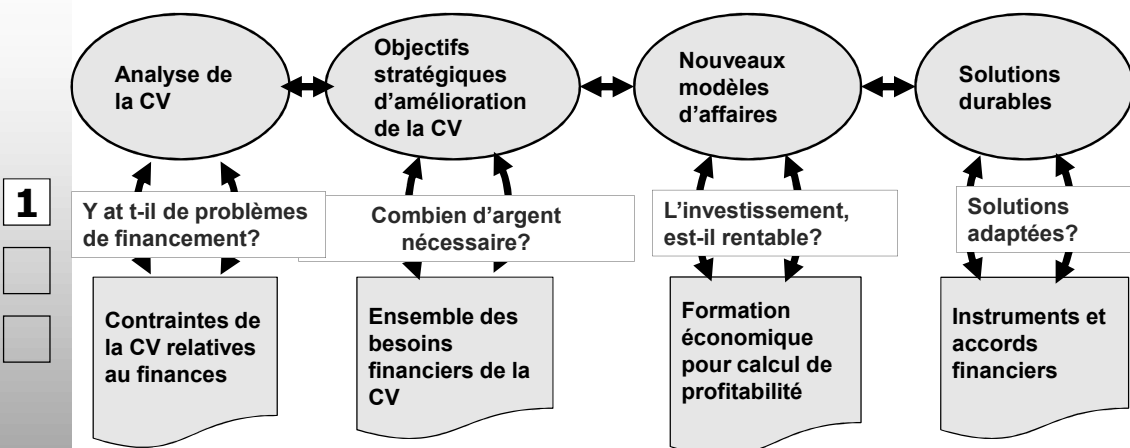 Analyse de
la CV
Objectifs
stratégiques
d'amélioration
de la CV
Nouveaux
modèles
d'affaires
Solutions
durables
1
Y at t-il de problèmes
de financement?
Combien d'argent
nécessaire?
L'investissement,
est-il rentable?
Solutions
adaptées?
Contraintes de
la CV relatives
au finances
Ensemble des
besoins
financiers de la
CV
Formation
économique
pour calcul de
profitabilité
Instruments et
accords
financiers